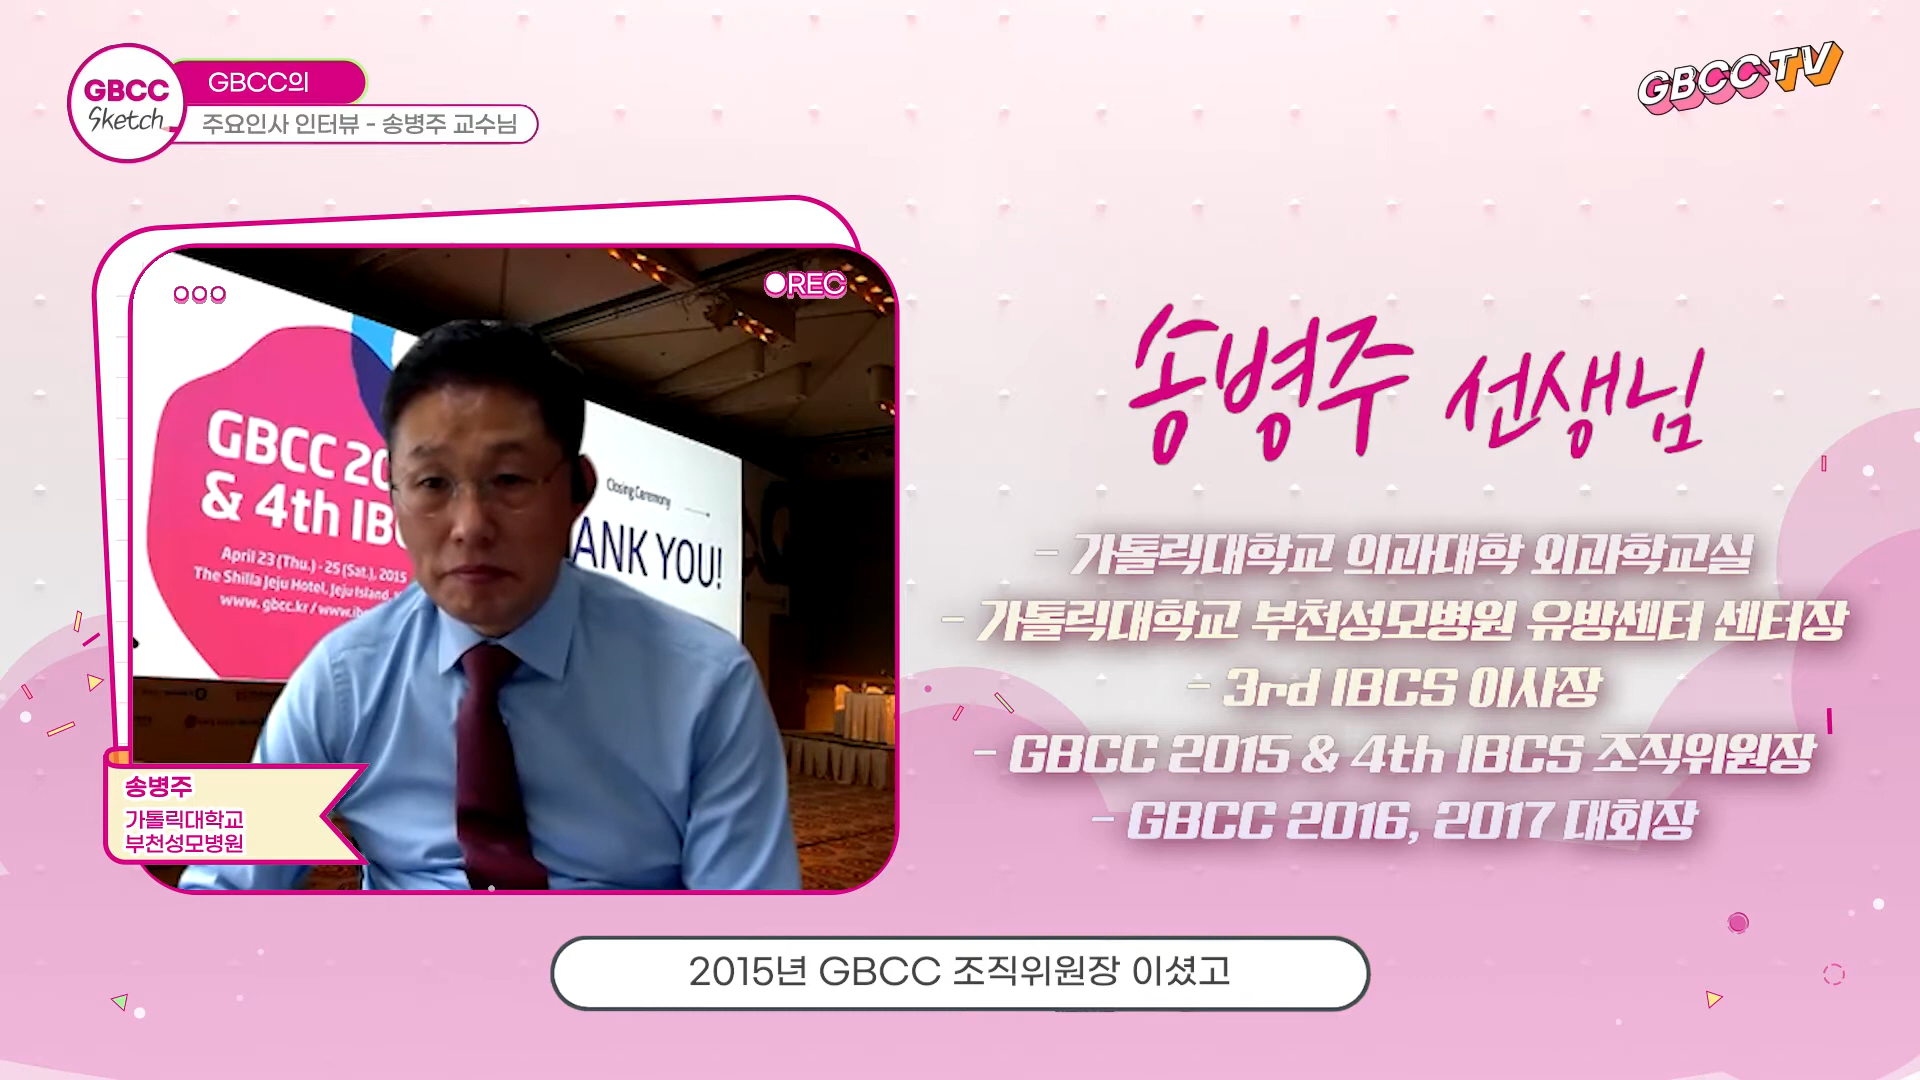 GBCC
Sketch
GBCC의
주요인사 인터뷰 - 송병주 교수님
GBCC TV
REC
GBCC 20
& 4th IB
April 23 (Thu.) - 25 (Sat.), 2015
The Shilla Jeju Hotel, Jeju Island,
www.gbcc.kr / www.ib
Closing Ceremony
ANK YOU!
송병주
가톨릭대학교
부천성모병원
송병주 선생님
- 가톨릭대학교 의과대학 외과학교실
- 가톨릭대학교 부천성모병원 유방센터 센터장
- 3rd IBCS 이사장
- GBCC 2015 & 4th IBCS 조직위원장
- GBCC 2016, 2017 대회장
2015년 GBCC 조직위원장 이셨고